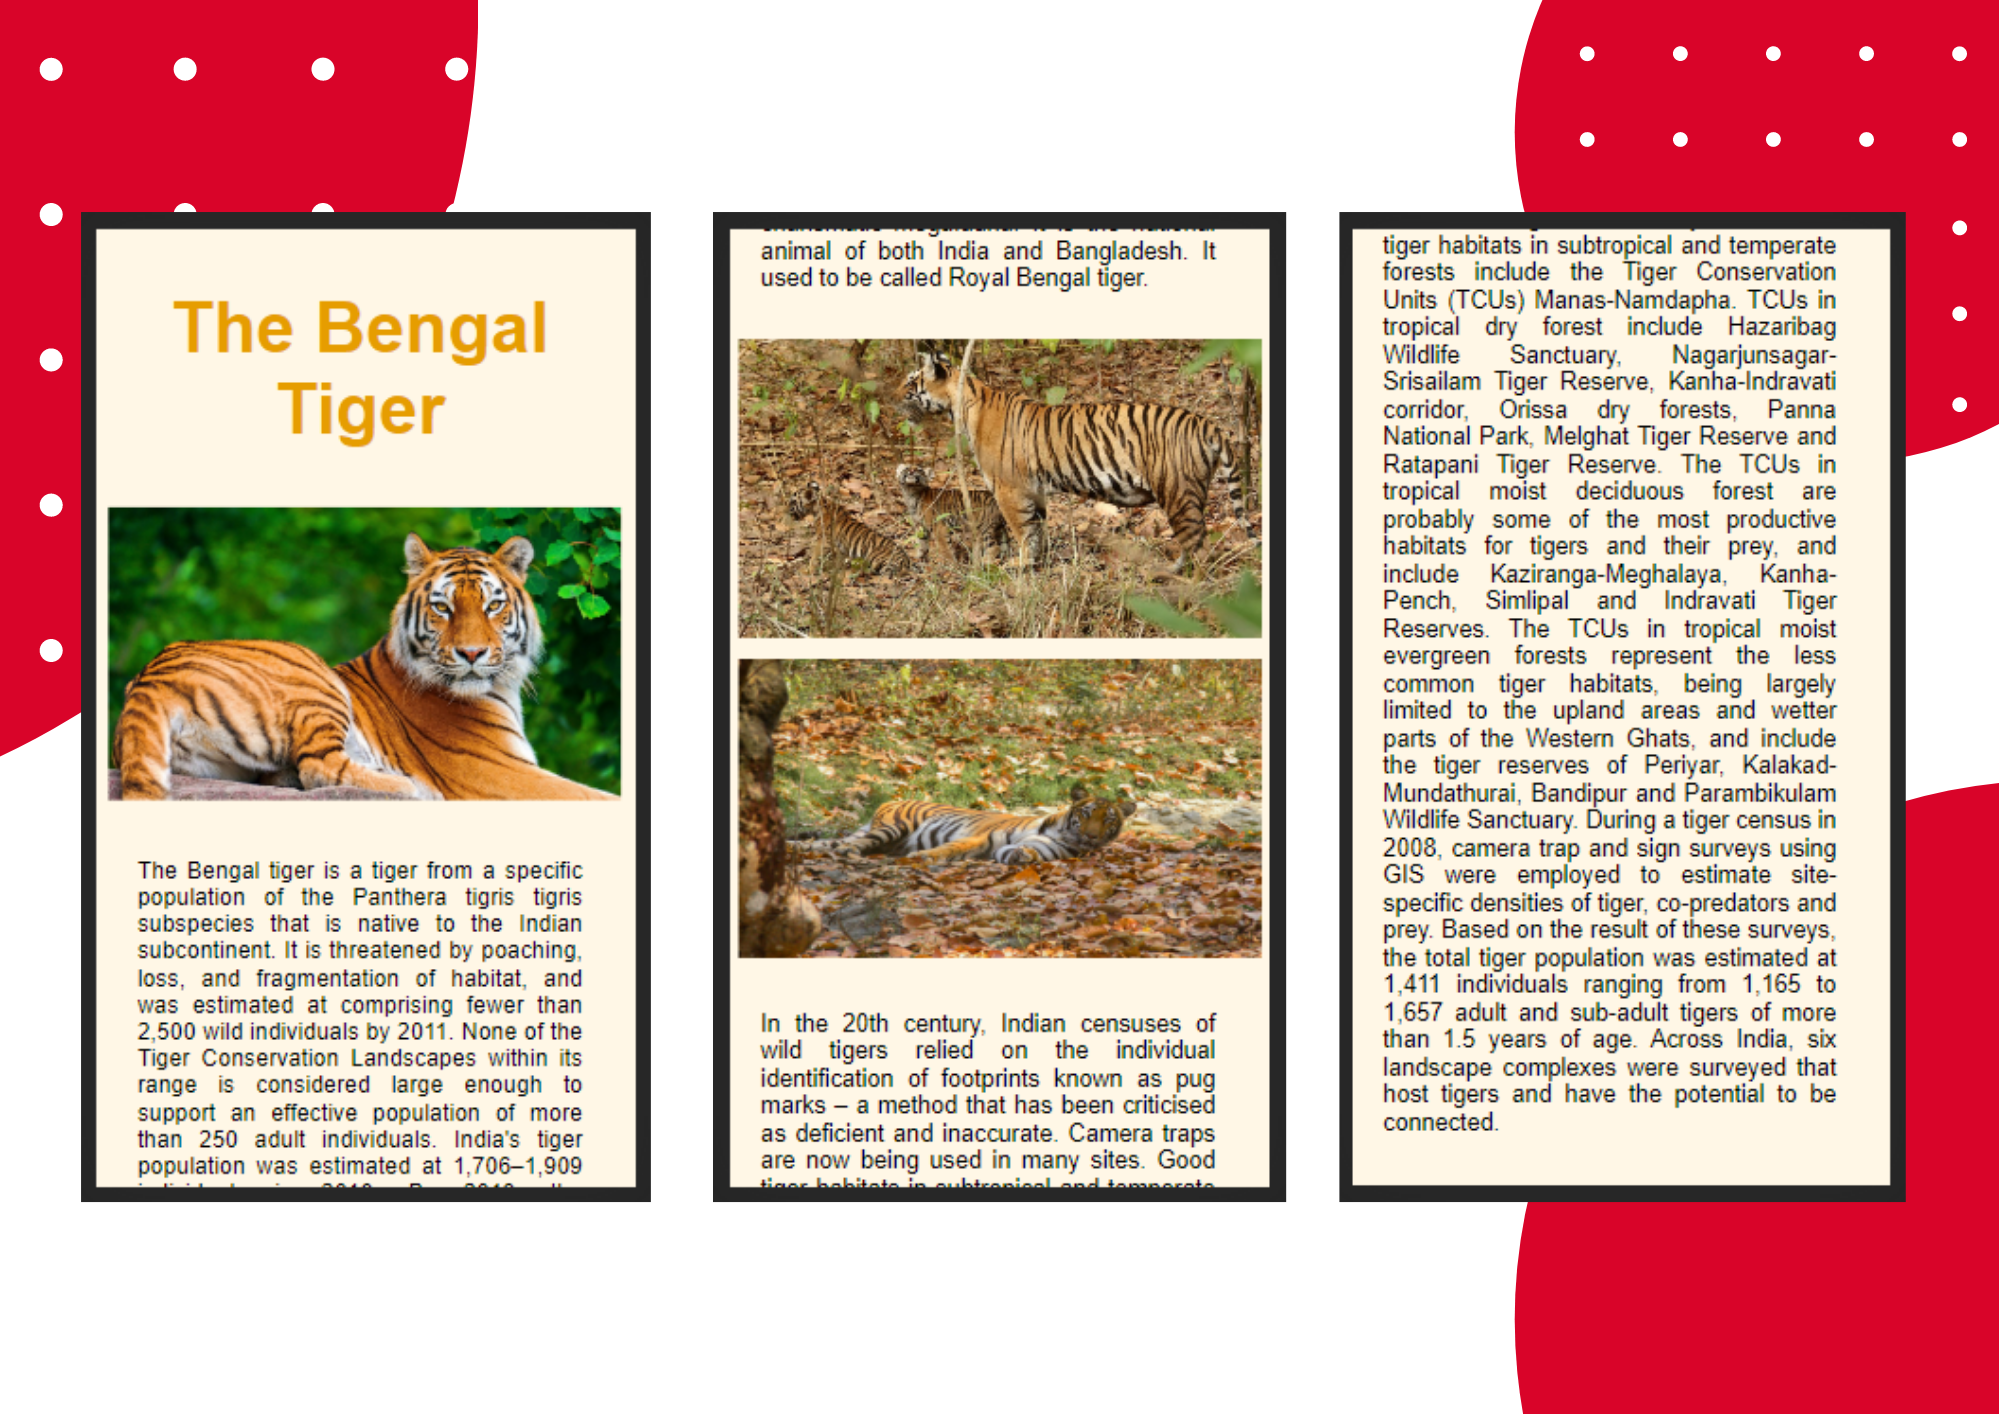 The Bengal
Tiger
The Bengal tiger is a tiger from a specific
population of the Panthera tigris tigris
subspecies that is native to the Indian
subcontinent. It is threatened by poaching,
loss, and fragmentation of habitat, and
was estimated at comprising fewer than
2,500 wild individuals by 2011. None of the
Tiger Conservation Landscapes within its
range is considered large enough to
support an effective population of more
than 250 adult individuals. India's tiger
population was estimated at 1,706–1,909
animal of both India and Bangladesh. It
used to be called Royal Bengal tiger.
In the 20th century, Indian censuses of
wild tigers relied on the individual
identification of footprints known as pug
marks – a method that has been criticised
as deficient and inaccurate. Camera traps
are now being used in many sites. Good
tiger habitats in subtropical and temperate
tiger habitats in subtropical and temperate
forests include the Tiger Conservation
Units (TCUs) Manas-Namdapha. TCUs in
tropical dry forest include Hazaribag
Wildlife Sanctuary, Nagarjunsagar-
Srisailam Tiger Reserve, Kanha-Indravati
corridor, Orissa dry forests, Panna
National Park, Melghat Tiger Reserve and
Ratapani Tiger Reserve. The TCUs in
tropical moist deciduous forest are
probably some of the most productive
habitats for tigers and their prey, and
include Kaziranga-Meghalaya, Kanha-
Pench, Simlipal and Indravati Tiger
Reserves. The TCUs in tropical moist
evergreen forests represent the less
common tiger habitats, being largely
limited to the upland areas and wetter
parts of the Western Ghats, and include
the tiger reserves of Periyar, Kalakad-
Mundathurai, Bandipur and Parambikulam
Wildlife Sanctuary. During a tiger census in
2008, camera trap and sign surveys using
GIS were employed to estimate site-
specific densities of tiger, co-predators and
prey. Based on the result of these surveys,
the total tiger population was estimated at
1,411 individuals ranging from 1,165 to
1,657 adult and sub-adult tigers of more
than 1.5 years of age. Across India, six
landscape complexes were surveyed that
host tigers and have the potential to be
connected.